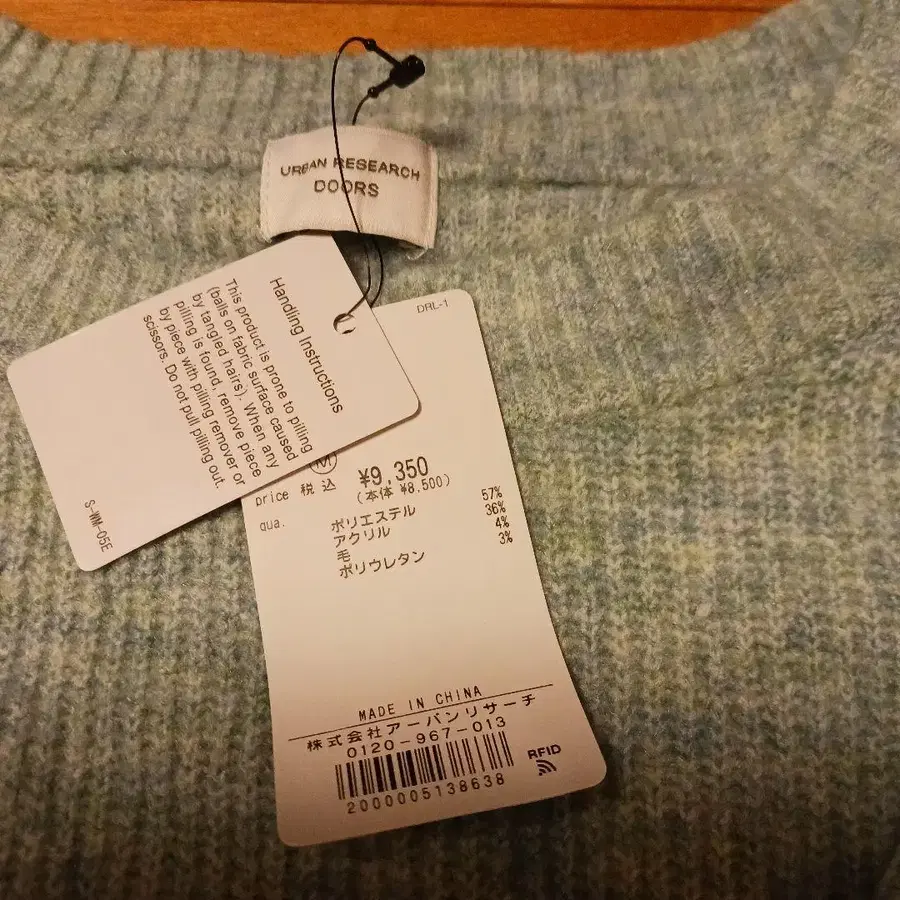 URBAN RESEARCH
DOORS
Handling Instructions
This product is prone to pilling
(balls on fabric surface caused
by tangled hairs). When any
pilling is found, remove piece
by piece with pilling remover or
scissors. Do not pull pilling out.
S-WM-05E
DRL-1
M
¥9,350
price 税込 (本体 ¥8,500)
qua. ポリエステル 57%
アクリル 36%
毛 4%
ポリウレタン 3%
MADE IN CHINA
株式会社アーバンリサーチ
0120-967-013
RFID
2000005138638